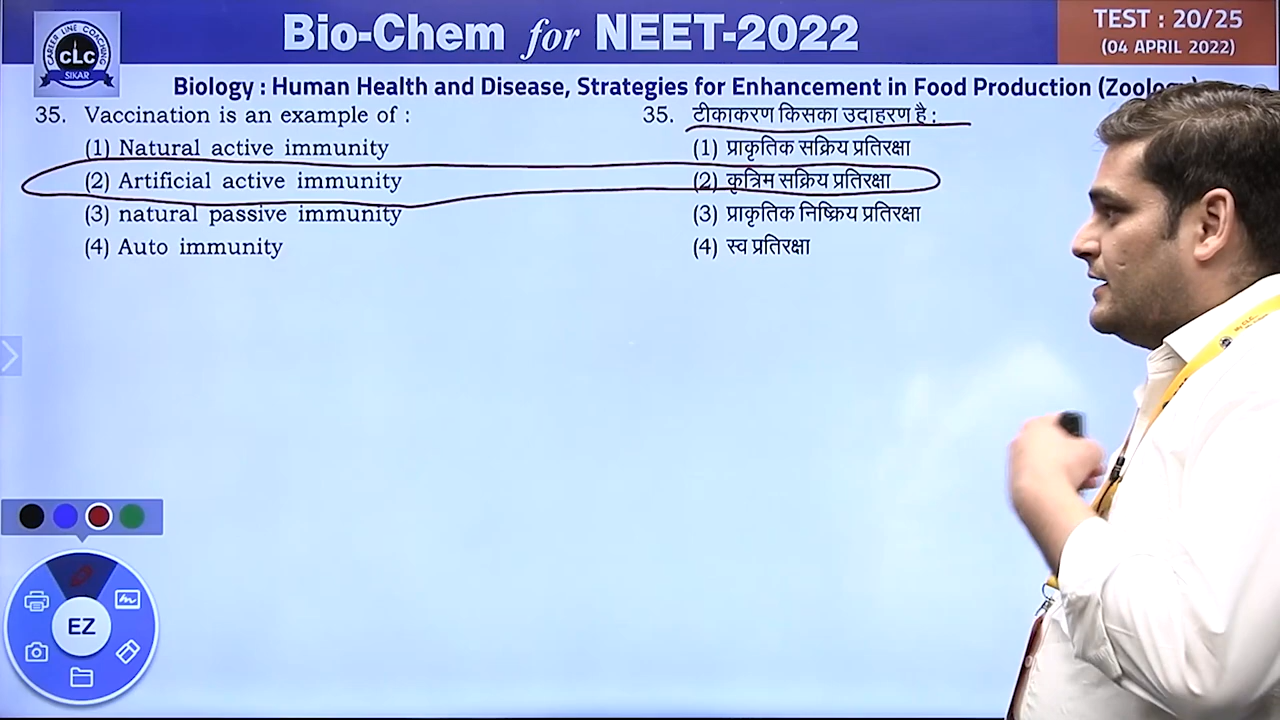 Bio-Chem for NEET-2022
TEST : 20/25
(04 APRIL 2022)
CAREER LINE COACHING
CLC
SIKAR
Biology : Human Health and Disease, Strategies for Enhancement in Food Production (Zoology)
35. Vaccination is an example of :
(1) Natural active immunity
(2) Artificial active immunity
(3) natural passive immunity
(4) Auto immunity
35. टीकाकरण किसका उदाहरण है :
(1) प्राकृतिक सक्रिय प्रतिरक्षा
(2) कृत्रिम सक्रिय प्रतिरक्षा
(3) प्राकृतिक निष्क्रिय प्रतिरक्षा
(4) स्व प्रतिरक्षा
EZ